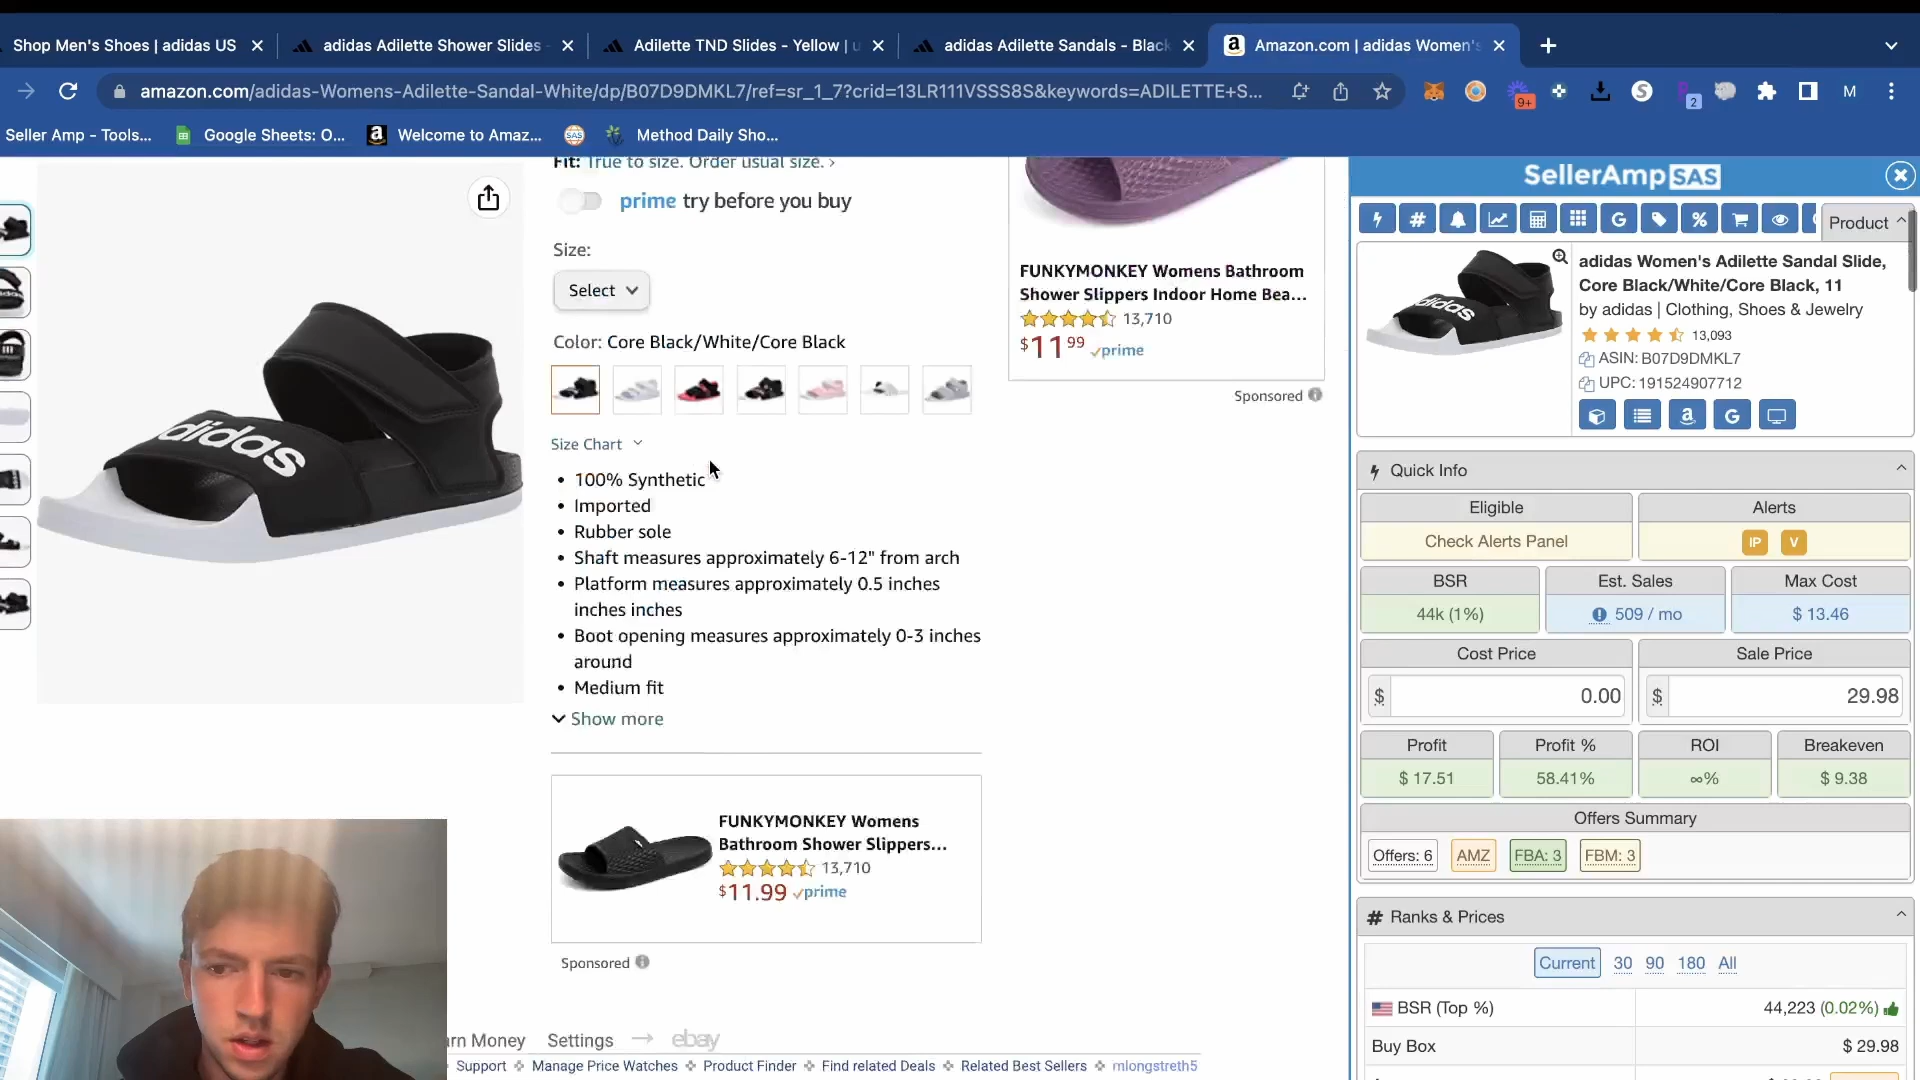 Shop Men's Shoes | adidas US
adidas Adilette Shower Slides -
Adilette TND Slides - Yellow | u
adidas Adilette Sandals - Black
Amazon.com | adidas Women's
amazon.com/adidas-Womens-Adilette-Sandal-White/dp/B07D9DMKL7/ref=sr_1_7?crid=13LR111VSSS8S&keywords=ADILETTE+S...
9+
2
M
Seller Amp - Tools...
Google Sheets: O...
Welcome to Amaz...
SAS
Method Daily Sho...
Fit: True to size. Order usual size. ›
prime try before you buy
Size:
Select
Color: Core Black/White/Core Black
Size Chart
• 100% Synthetic
• Imported
• Rubber sole
• Shaft measures approximately 6-12" from arch
• Platform measures approximately 0.5 inches
inches inches
• Boot opening measures approximately 0-3 inches
around
• Medium fit
Show more
FUNKYMONKEY Womens
Bathroom Shower Slippers...
13,710
$11.99 prime
Sponsored
adidas
FUNKYMONKEY Womens Bathroom
Shower Slippers Indoor Home Bea...
13,710
$11 99 prime
Sponsored
SellerAmp SAS
Product
adidas
adidas Women's Adilette Sandal Slide,
Core Black/White/Core Black, 11
by adidas | Clothing, Shoes & Jewelry
13,093
ASIN: B07D9DMKL7
UPC: 191524907712
Quick Info
Eligible
Alerts
Check Alerts Panel
IP V
BSR
Est. Sales
Max Cost
44k (1%)
509 / mo
$ 13.46
Cost Price
Sale Price
$ 0.00
$ 29.98
Profit
Profit %
ROI
Breakeven
$ 17.51
58.41%
∞%
$ 9.38
Offers Summary
Offers: 6
AMZ
FBA: 3
FBM: 3
# Ranks & Prices
Current 30 90 180 All
BSR (Top %)
44,223 (0.02%)
Buy Box
$ 29.98
rn Money
Settings
ebay
Support
Manage Price Watches
Product Finder
Find related Deals
Related Best Sellers
mlongstreth5